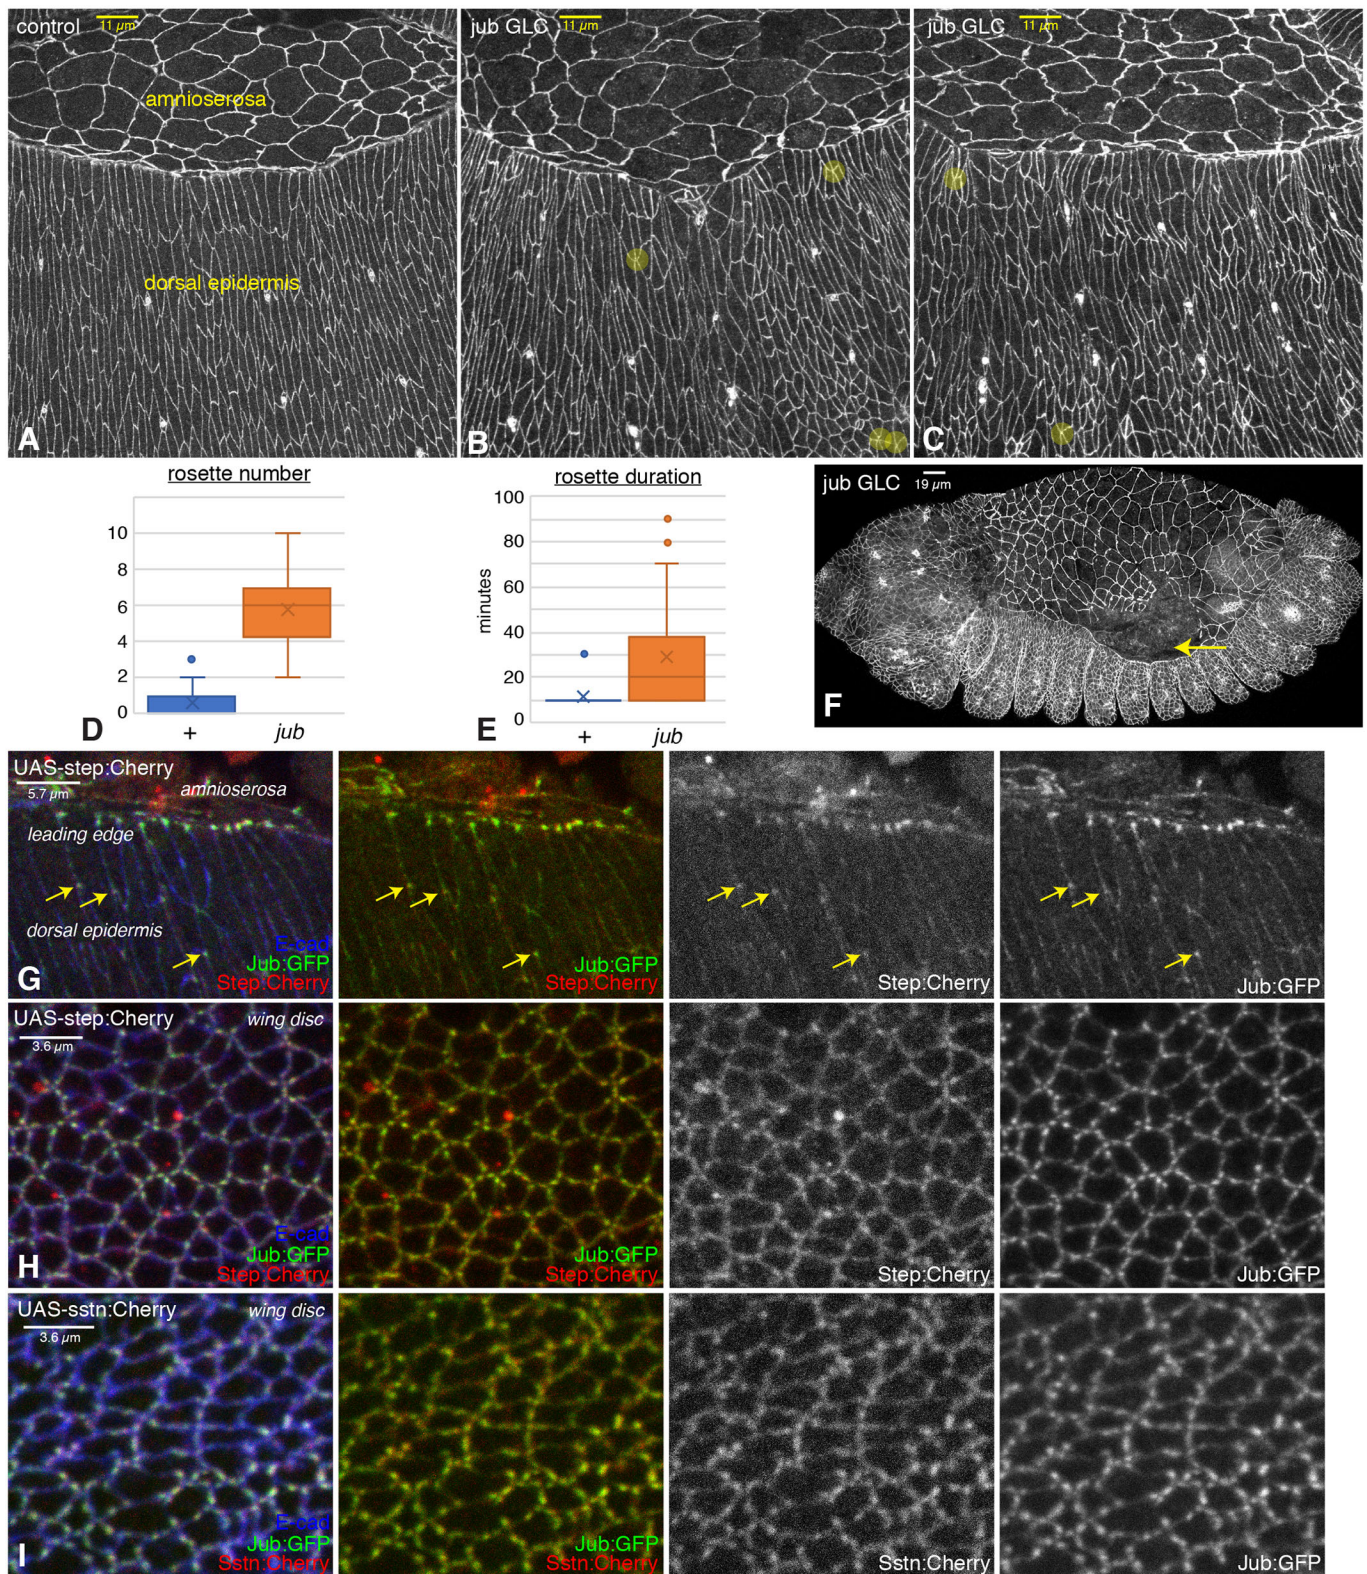 control
11 µm
amnioserosa
dorsal epidermis
A
jub GLC
11 µm
B
jub GLC
11 µm
C
rosette number
10
8
6
4
2
0
+
jub
D
rosette duration
minutes
100
80
60
40
20
0
+
jub
E
jub GLC
19 µm
F
UAS-step:Cherry
5.7 µm
amnioserosa
leading edge
dorsal epidermis
E-cad
Jub:GFP
Step:Cherry
G
Jub:GFP
Step:Cherry
Step:Cherry
Jub:GFP
UAS-step:Cherry
wing disc
3.6 µm
E-cad
Jub:GFP
Step:Cherry
H
Jub:GFP
Step:Cherry
Step:Cherry
Jub:GFP
UAS-sstn:Cherry
wing disc
3.6 µm
E-cad
Jub:GFP
Sstn:Cherry
I
Jub:GFP
Sstn:Cherry
Sstn:Cherry
Jub:GFP